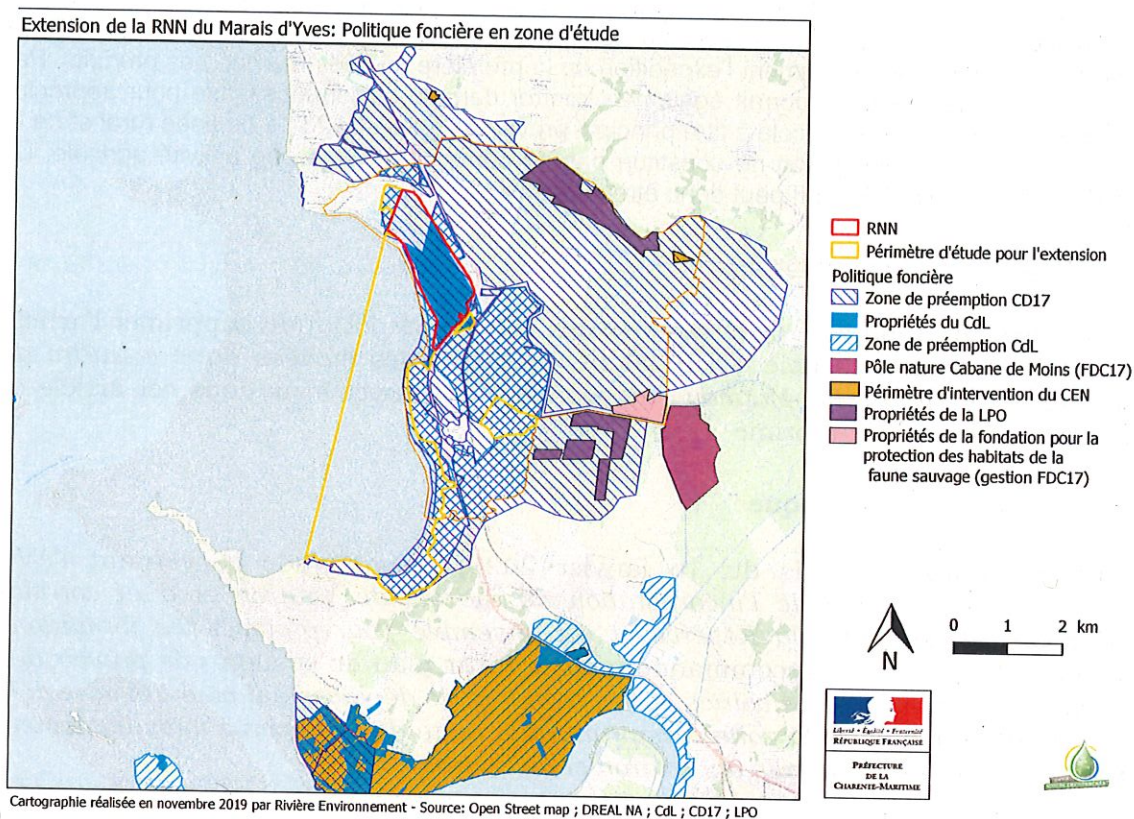 Extension de la RNN du Marais d'Yves: Politique foncière en zone d'étude
RNN
Périmètre d'étude pour l'extension
Politique foncière
Zone de préemption CD17
Propriétés du CdL
Zone de préemption CdL
Pôle nature Cabane de Moins (FDC17)
Périmètre d'intervention du CEN
Propriétés de la LPO
Propriétés de la fondation pour la
protection des habitats de la
faune sauvage (gestion FDC17)
N
0 1 2 km
Liberté • Égalité • Fraternité
RÉPUBLIQUE FRANÇAISE
PRÉFECTURE
DE LA
CHARENTE-MARITIME
Cartographie réalisée en novembre 2019 par Rivière Environnement - Source: Open Street map ; DREAL NA ; CdL ; CD17 ; LPO